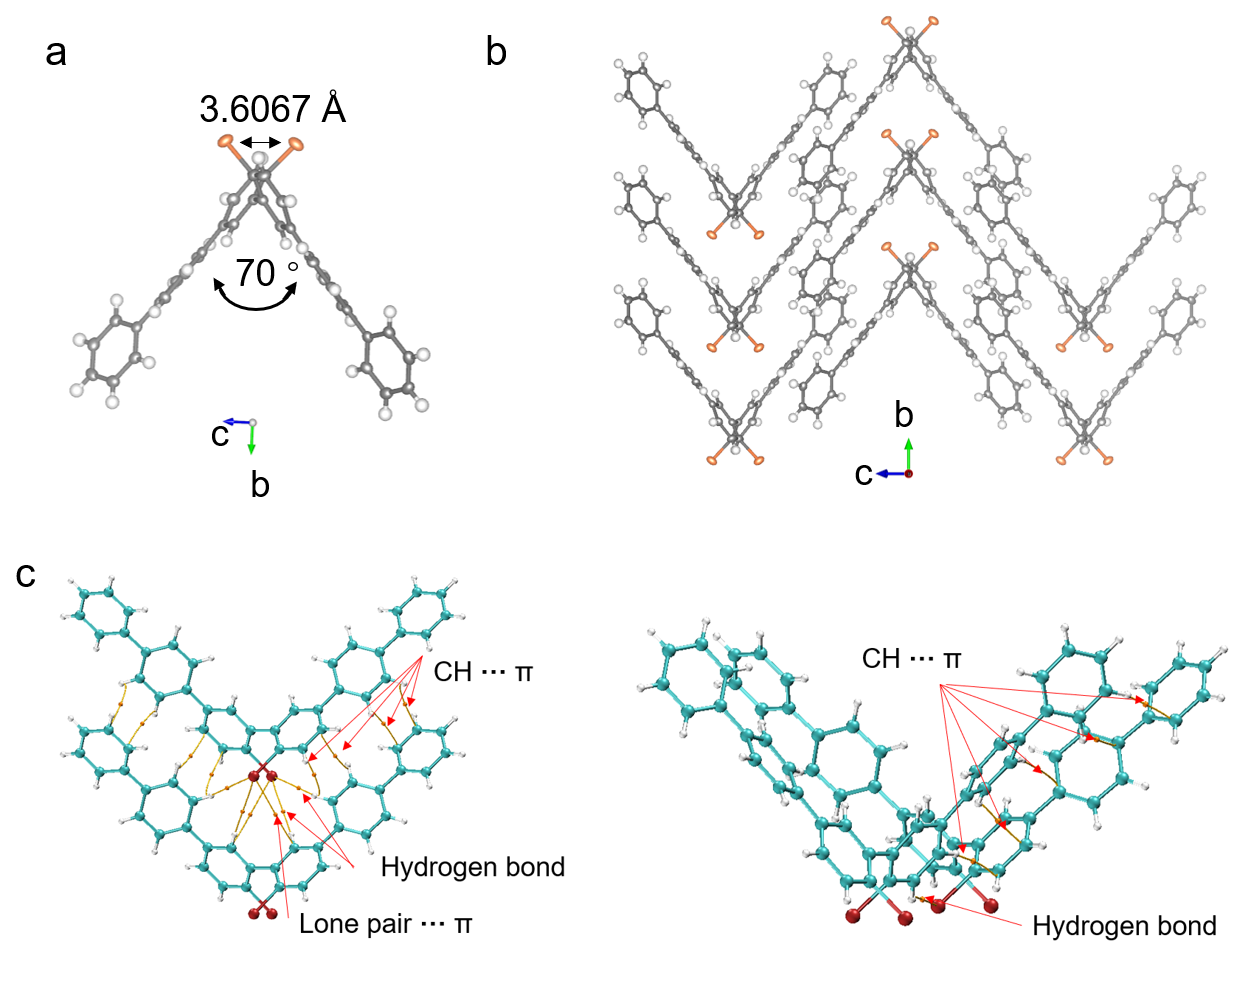 a
b
3.6067 Å
70 °
c
b
b
c
c
CH ··· π
Hydrogen bond
Lone pair ··· π
CH ··· π
Hydrogen bond